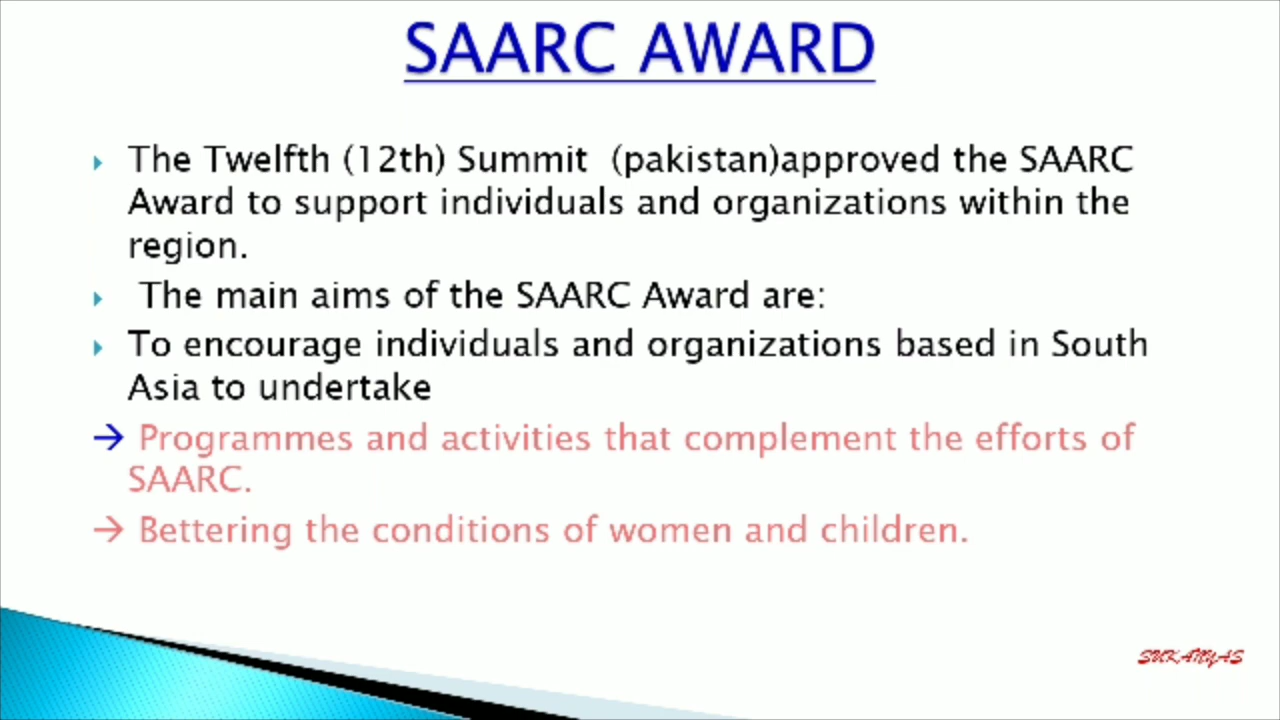 SAARC AWARD
The Twelfth (12th) Summit (pakistan)approved the SAARC
Award to support individuals and organizations within the
region.
The main aims of the SAARC Award are:
To encourage individuals and organizations based in South
Asia to undertake
→ Programmes and activities that complement the efforts of
SAARC.
→ Bettering the conditions of women and children.
SUKANYAS